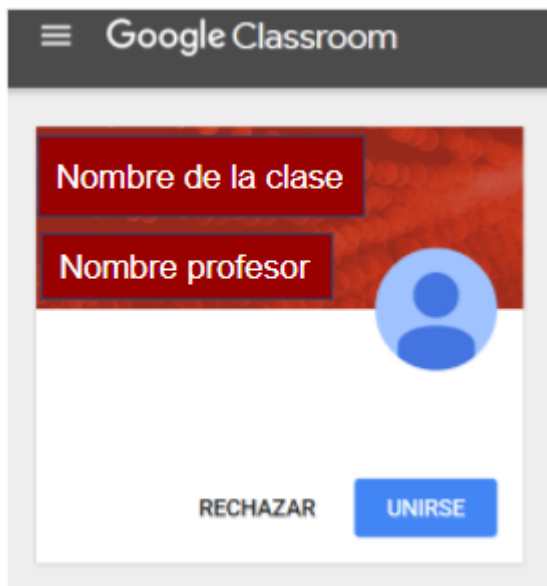 Google Classroom
Nombre de la clase
Nombre profesor
RECHAZAR UNIRSE